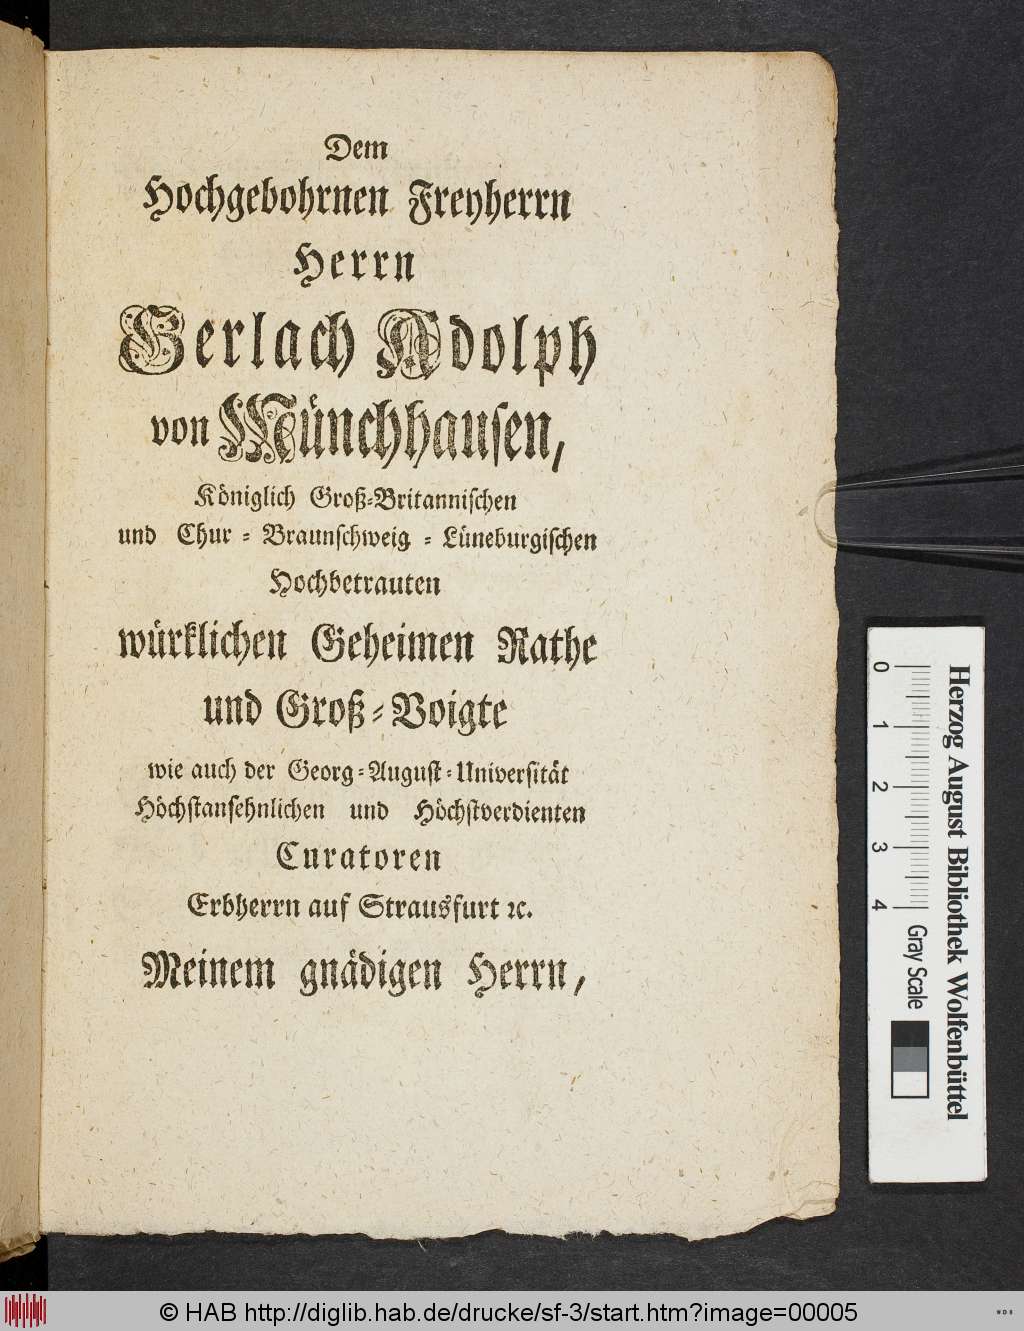 Dem
Hochgebohrnen Freyherrn
Herrn
Gerlach Adolph
von Münchhausen,
Königlich Groß-Britannischen
und Chur - Braunschweig - Lüneburgischen
Hochbetrauten
würklichen Geheimen Rathe
und Groß-Voigte
wie auch der Georg-August-Universität
Höchstansehnlichen und Höchstverdienten
Curatoren
Erbherrn auf Strausfurt ꝛc.
Meinem gnädigen Herrn,
0 1 2 3 4 Gray Scale
Herzog August Bibliothek Wolfenbüttel
© HAB http://diglib.hab.de/drucke/sf-3/start.htm?image=00005